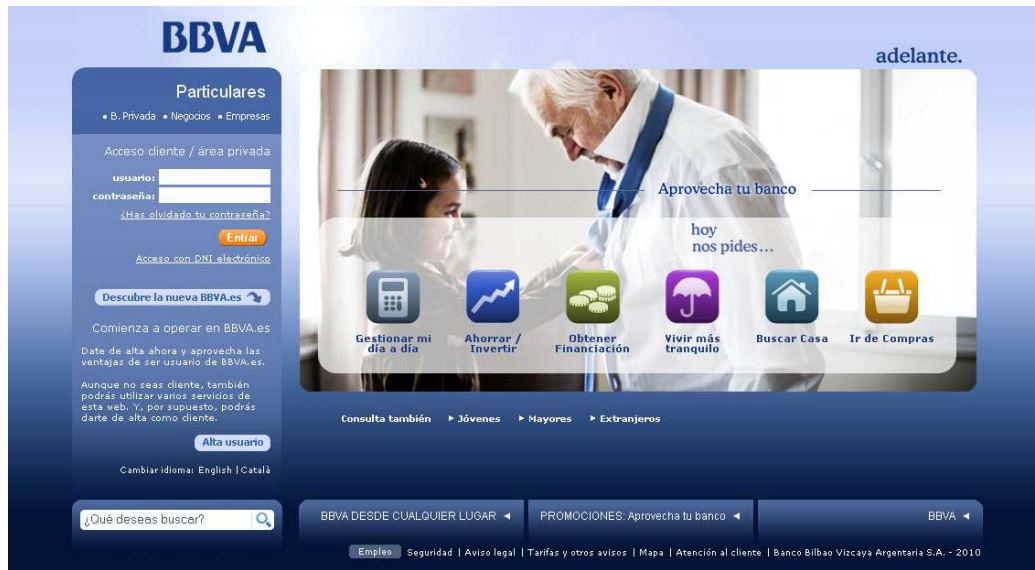 BBVA
adelante.
Particulares
• B. Privada • Negocios • Empresas
Acceso cliente / área privada
usuario:
contraseña:
¿Has olvidado tu contraseña?
Entrar
Acceso con DNI electrónico
Descubre la nueva BBVA.es
Comienza a operar en BBVA.es
Date de alta ahora y aprovecha las
ventajas de ser usuario de BBVA.es.
Aunque no seas cliente, también
podrás utilizar varios servicios de
esta web. Y, por supuesto, podrás
darte de alta como cliente.
Alta usuario
Cambiar idioma: English | Català
Aprovecha tu banco
hoy
nos pides...
Gestionar mi
día a día
Ahorrar /
Invertir
Obtener
Financiación
Vivir más
tranquilo
Buscar Casa
Ir de Compras
Consulta también ▸ Jóvenes ▸ Mayores ▸ Extranjeros
¿Qué deseas buscar?
BBVA DESDE CUALQUIER LUGAR ◂
PROMOCIONES: Aprovecha tu banco ◂
BBVA ◂
Empleo Seguridad | Aviso legal | Tarifas y otros avisos | Mapa | Atención al cliente | Banco Bilbao Vizcaya Argentaria S.A. - 2010